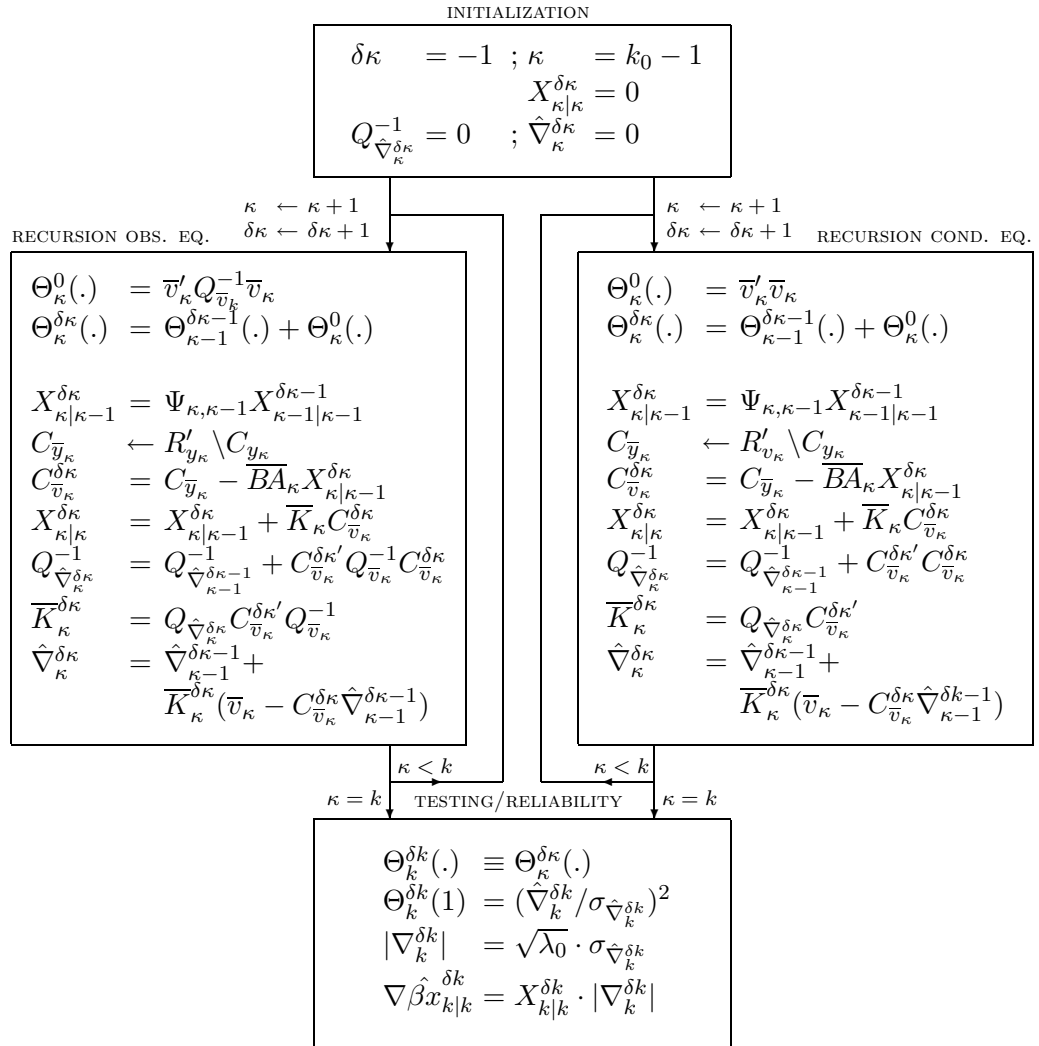 INITIALIZATION
δκ = −1 ; κ = k₀ − 1
X^{δκ}_{κ|κ} = 0
Q^{−1}_{∇̂^{δκ}_κ} = 0 ; ∇̂^{δκ}_κ = 0
κ ← κ + 1
δκ ← δκ + 1
κ ← κ + 1
δκ ← δκ + 1
RECURSION OBS. EQ.
Θ^0_κ(.) = v̅′_κ Q^{−1}_{v̅_k} v̅_κ
Θ^{δκ}_κ(.) = Θ^{δκ−1}_{κ−1}(.) + Θ^0_κ(.)
X^{δκ}_{κ|κ−1} = Ψ_{κ,κ−1} X^{δκ−1}_{κ−1|κ−1}
C_{y̅_κ} ← R′_{y_κ}\C_{y_κ}
C^{δκ}_{v̅_κ} = C_{y̅_κ} − \overline{BA}_κ X^{δκ}_{κ|κ−1}
X^{δκ}_{κ|κ} = X^{δκ}_{κ|κ−1} + K̅_κ C^{δκ}_{v̅_κ}
Q^{−1}_{∇̂^{δκ}_κ} = Q^{−1}_{∇̂^{δκ−1}_{κ−1}} + C^{δκ′}_{v̅_κ} Q^{−1}_{v̅_κ} C^{δκ}_{v̅_κ}
K̅^{δκ}_κ = Q_{∇̂^{δκ}_κ} C^{δκ′}_{v̅_κ} Q^{−1}_{v̅_κ}
∇̂^{δκ}_κ = ∇̂^{δκ−1}_{κ−1} +
K̅^{δκ}_κ (v̅_κ − C^{δκ}_{v̅_κ} ∇̂^{δκ−1}_{κ−1})
RECURSION COND. EQ.
Θ^0_κ(.) = v̅′_κ v̅_κ
Θ^{δκ}_κ(.) = Θ^{δκ−1}_{κ−1}(.) + Θ^0_κ(.)
X^{δκ}_{κ|κ−1} = Ψ_{κ,κ−1} X^{δκ−1}_{κ−1|κ−1}
C_{y̅_κ} ← R′_{v_κ}\C_{y_κ}
C^{δκ}_{v̅_κ} = C_{y̅_κ} − \overline{BA}_κ X^{δκ}_{κ|κ−1}
X^{δκ}_{κ|κ} = X^{δκ}_{κ|κ−1} + K̅_κ C^{δκ}_{v̅_κ}
Q^{−1}_{∇̂^{δκ}_κ} = Q^{−1}_{∇̂^{δκ−1}_{κ−1}} + C^{δκ′}_{v̅_κ} C^{δκ}_{v̅_κ}
K̅^{δκ}_κ = Q_{∇̂^{δκ}_κ} C^{δκ′}_{v̅_κ}
∇̂^{δκ}_κ = ∇̂^{δκ−1}_{κ−1} +
K̅^{δκ}_κ (v̅_κ − C^{δκ}_{v̅_κ} ∇̂^{δk−1}_{κ−1})
κ < k
κ < k
κ = k
TESTING/RELIABILITY
κ = k
Θ^{δk}_k(.) ≡ Θ^{δκ}_κ(.)
Θ^{δk}_k(1) = (∇̂^{δk}_k/σ_{∇̂^{δk}_k})²
|∇^{δk}_k| = √λ₀ · σ_{∇̂^{δk}_k}
∇β̂x^{δk}_{k|k} = X^{δk}_{k|k} · |∇^{δk}_k|